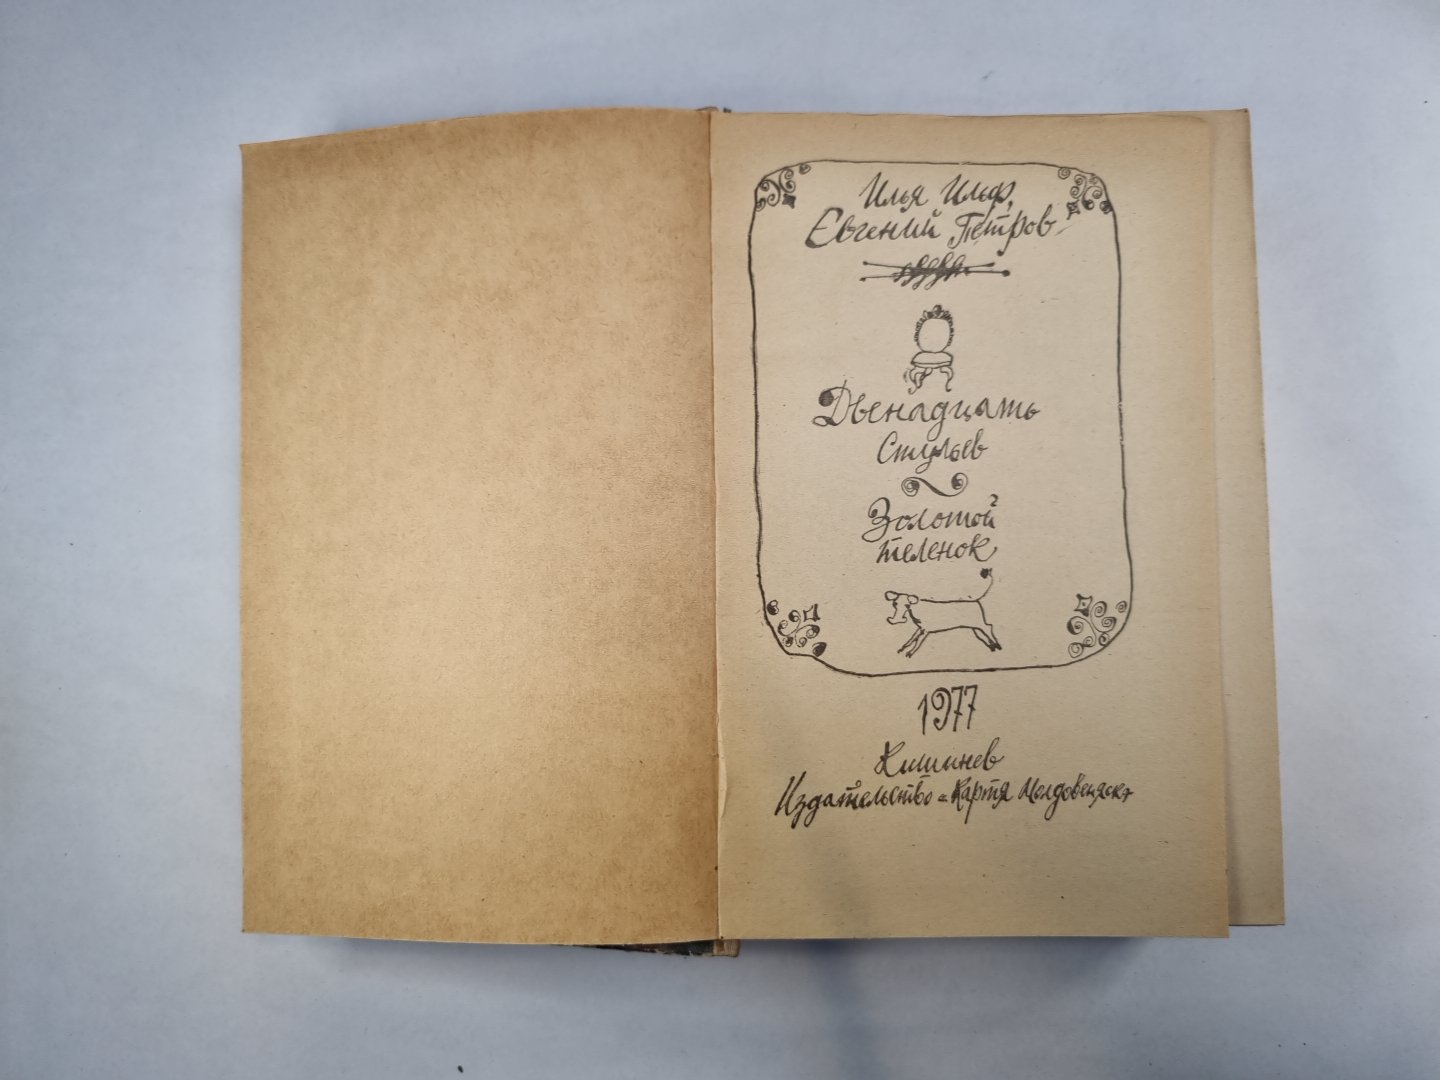 Илья Ильф,
Евгений Петров
Двенадцать
Стульев
Золотой
теленок
1977
Кишинев
Издательство "Картя Молдовеняскэ